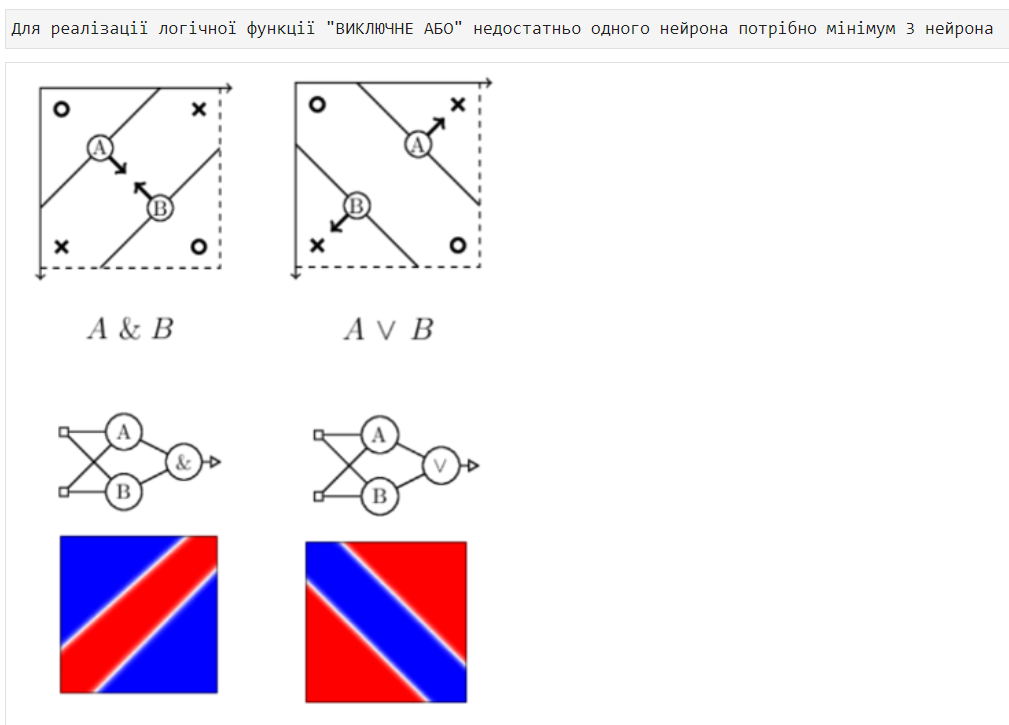 Для реалізації логічної функції "ВИКЛЮЧНЕ АБО" недостатньо одного нейрона потрібно мінімум 3 нейрона
A A
B B
A & B A ∨ B
A A
& ∨
B B